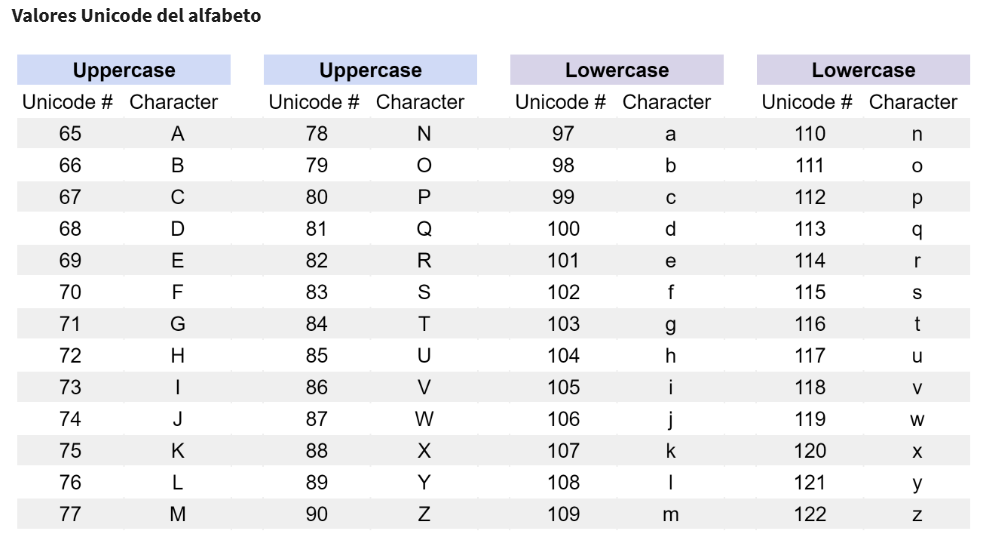 Valores Unicode del alfabeto
Uppercase Uppercase Lowercase Lowercase
Unicode # Character Unicode # Character Unicode # Character Unicode # Character
65 A 78 N 97 a 110 n
66 B 79 O 98 b 111 o
67 C 80 P 99 c 112 p
68 D 81 Q 100 d 113 q
69 E 82 R 101 e 114 r
70 F 83 S 102 f 115 s
71 G 84 T 103 g 116 t
72 H 85 U 104 h 117 u
73 I 86 V 105 i 118 v
74 J 87 W 106 j 119 w
75 K 88 X 107 k 120 x
76 L 89 Y 108 l 121 y
77 M 90 Z 109 m 122 z